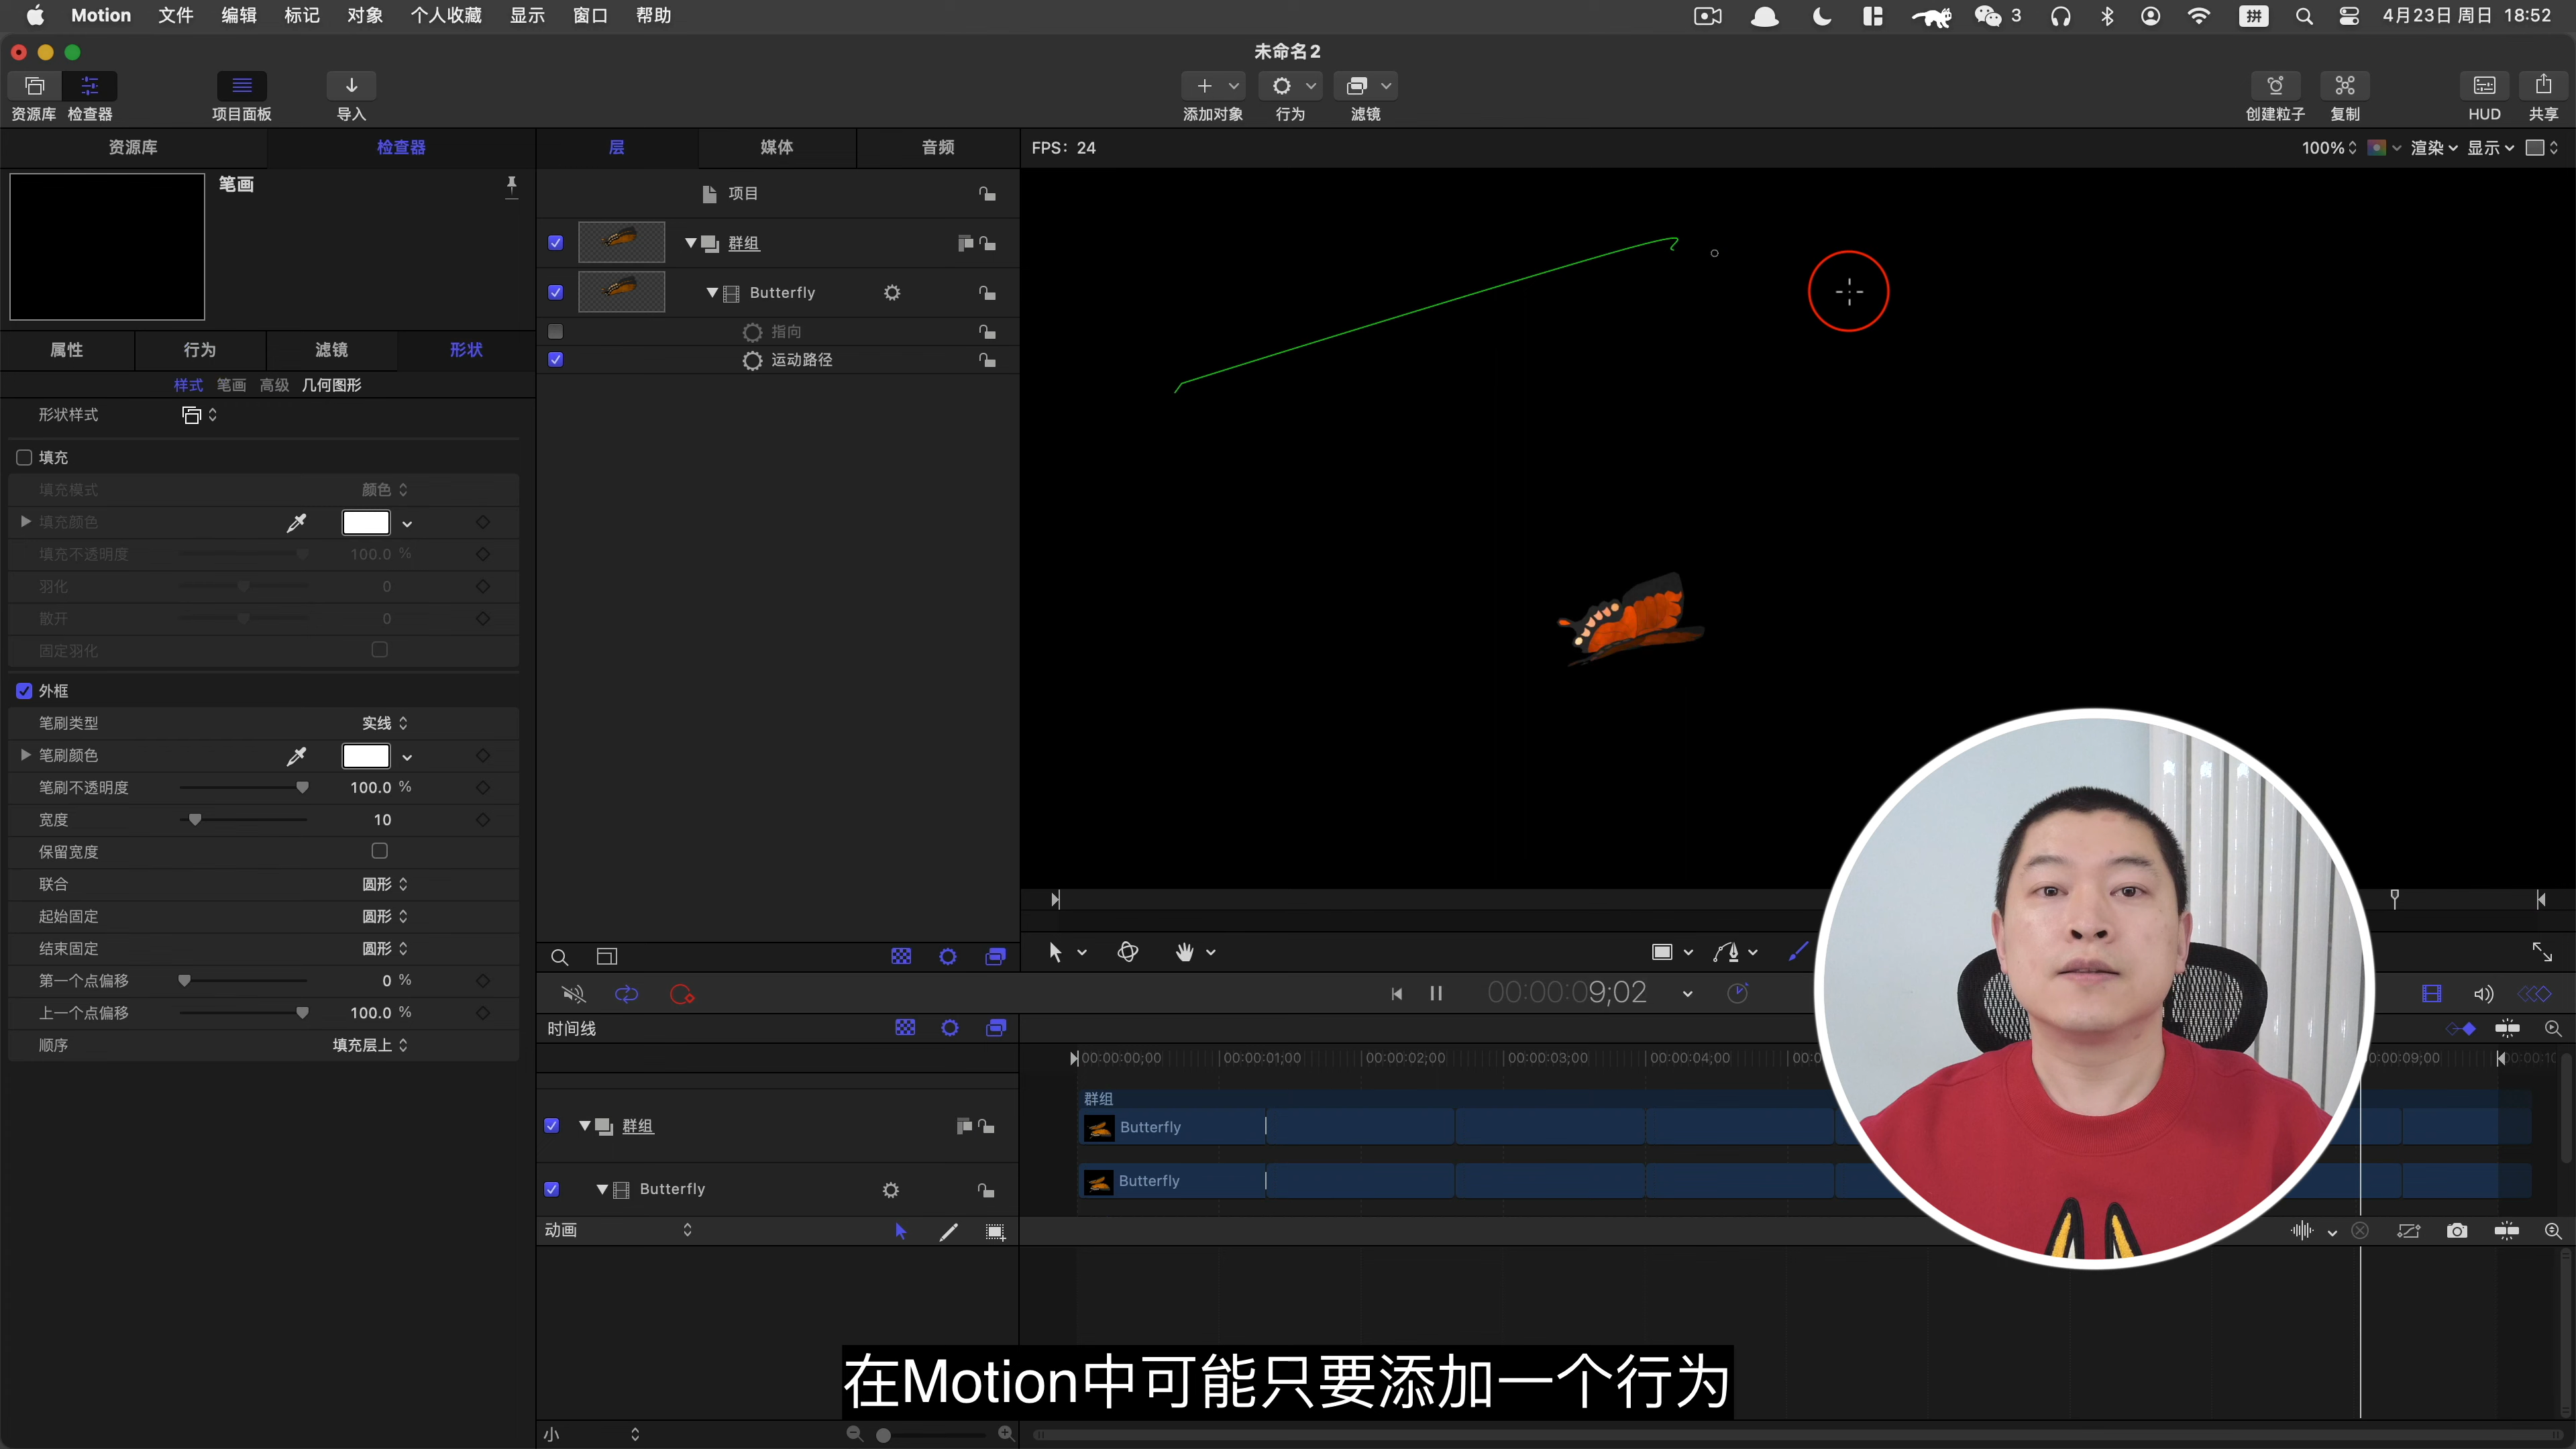 Motion 文件 编辑 标记 对象 个人收藏 显示 窗口 帮助 3 拼 4月23日 周日 18:52
未命名2
资源库 检查器 项目面板 导入 添加对象 行为 滤镜 创建粒子 复制 HUD 共享
资源库 检查器 层 媒体 音频 FPS: 24 100% 渲染 显示
笔画
项目
群组
Butterfly
指向
运动路径
属性 行为 滤镜 形状
样式 笔画 高级 几何图形
形状样式
填充
填充模式 颜色
填充颜色
填充不透明度 100.0 %
羽化 0
散开 0
固定羽化
外框
笔刷类型 实线
笔刷颜色
笔刷不透明度 100.0 %
宽度 10
保留宽度
联合 圆形
起始固定 圆形
结束固定 圆形
第一个点偏移 0 %
上一个点偏移 100.0 %
顺序 填充层上
00:00:09;02
时间线
00:00:00;00 00:00:01;00 00:00:02;00 00:00:03;00 00:00:04;00
群组
群组 Butterfly
Butterfly Butterfly
动画
在Motion中可能只要添加一个行为
小